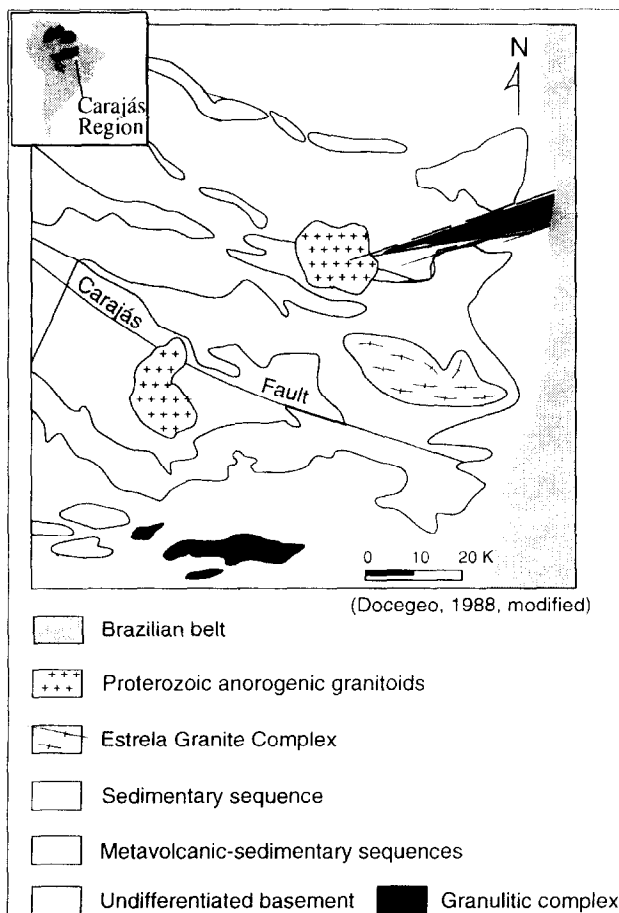 Carajás
Region
N
Carajás
Fault
0 10 20 K
(Docegeo, 1988, modified)
Brazilian belt
Proterozoic anorogenic granitoids
Estrela Granite Complex
Sedimentary sequence
Metavolcanic-sedimentary sequences
Undifferentiated basement Granulitic complex